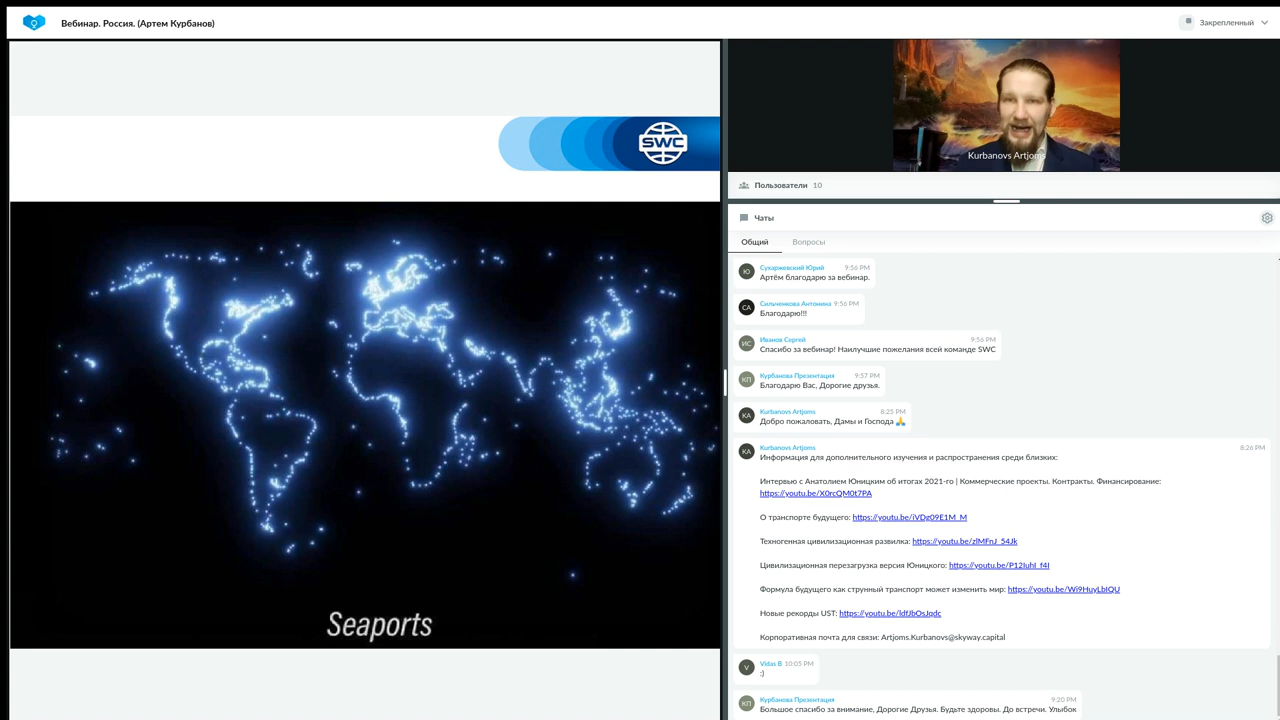 Вебинар. Россия. (Артем Курбанов)
Закрепленный
SWC
Seaports
Kurbanovs Artjoms
Пользователи 10
Чаты
Общий Вопросы
Ю Сухаржевский Юрий 9:56 PM
Артём благодарю за вебинар.
СА Сильченкова Антонина 9:56 PM
Благодарю!!!
ИС Иванов Сергей 9:56 PM
Спасибо за вебинар! Наилучшие пожелания всей команде SWC
КП Курбанова Презентация 9:57 PM
Благодарю Вас, Дорогие друзья.
KA Kurbanovs Artjoms 8:25 PM
Добро пожаловать, Дамы и Господа 🙏
KA Kurbanovs Artjoms 8:26 PM
Информация для дополнительного изучения и распространения среди близких:
Интервью с Анатолием Юницким об итогах 2021-го | Коммерческие проекты. Контракты. Финансирование:
https://youtu.be/X0rcQM0t7PA
О транспорте будущего: https://youtu.be/iVDg09E1M_M
Техногенная цивилизационная развилка: https://youtu.be/zlMFnJ_54Jk
Цивилизационная перезагрузка версия Юницкого: https://youtu.be/P12IuhI_f4I
Формула будущего как струнный транспорт может изменить мир: https://youtu.be/Wi9HuyLbIQU
Новые рекорды UST: https://youtu.be/ldfJbOsJqdc
Корпоративная почта для связи: Artjoms.Kurbanovs@skyway.capital
V Vidas B 10:05 PM
:)
КП Курбанова Презентация 9:20 PM
Большое спасибо за внимание, Дорогие Друзья. Будьте здоровы. До встречи. Улыбок